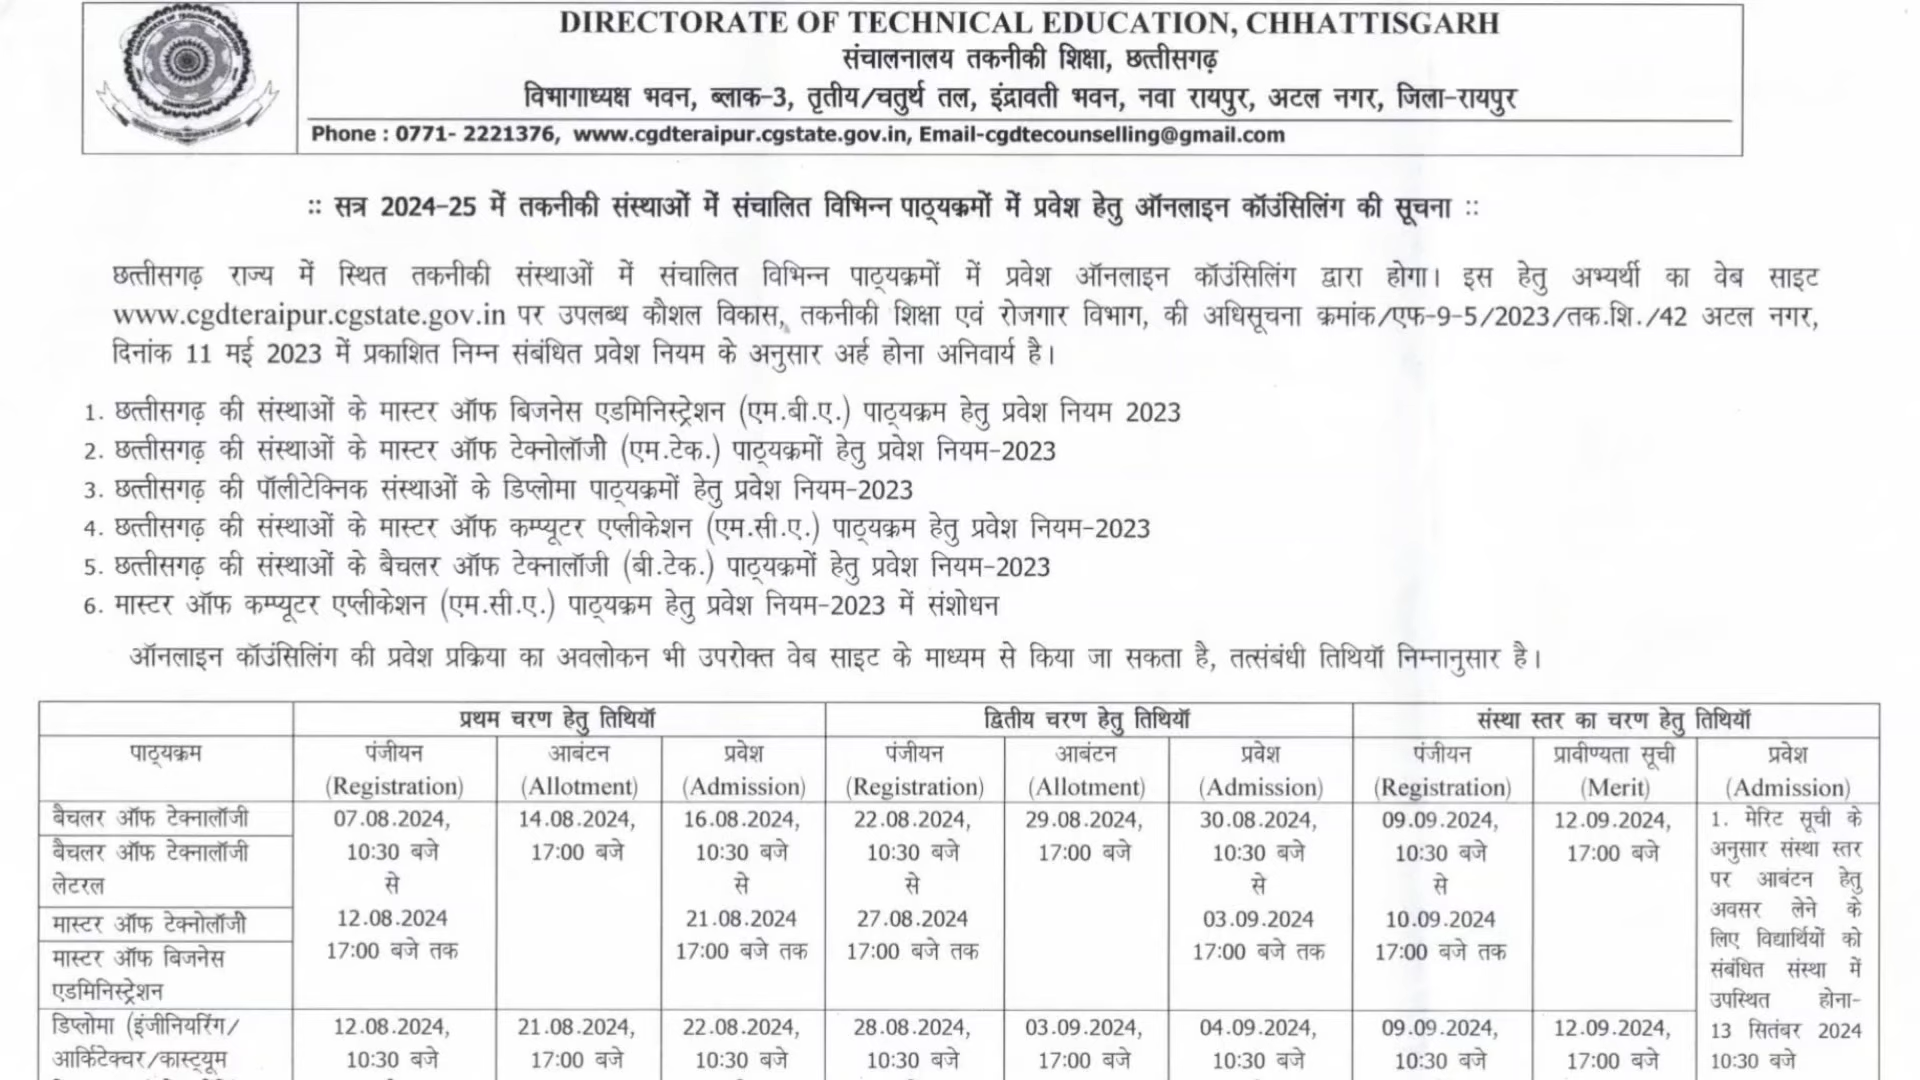 DIRECTORATE OF TECHNICAL EDUCATION, CHHATTISGARH
संचालनालय तकनीकी शिक्षा, छत्तीसगढ़
विभागाध्यक्ष भवन, ब्लाक-3, तृतीय/चतुर्थ तल, इंद्रावती भवन, नवा रायपुर, अटल नगर, जिला-रायपुर
Phone : 0771- 2221376, www.cgdteraipur.cgstate.gov.in, Email-cgdtecounselling@gmail.com
:: सत्र 2024-25 में तकनीकी संस्थाओं में संचालित विभिन्न पाठ्यक्रमों में प्रवेश हेतु ऑनलाइन कॉउंसिलिंग की सूचना ::
छत्तीसगढ़ राज्य में स्थित तकनीकी संस्थाओं में संचालित विभिन्न पाठ्यक्रमों में प्रवेश ऑनलाइन कॉउंसिलिंग द्वारा होगा। इस हेतु अभ्यर्थी का वेब साइट
www.cgdteraipur.cgstate.gov.in पर उपलब्ध कौशल विकास, तकनीकी शिक्षा एवं रोजगार विभाग, की अधिसूचना क्रमांक/एफ-9-5/2023/तक.शि./42 अटल नगर,
दिनांक 11 मई 2023 में प्रकाशित निम्न संबंधित प्रवेश नियम के अनुसार अर्ह होना अनिवार्य है।
1. छत्तीसगढ़ की संस्थाओं के मास्टर ऑफ बिजनेस एडमिनिस्ट्रेशन (एम.बी.ए.) पाठ्यक्रम हेतु प्रवेश नियम 2023
2. छत्तीसगढ़ की संस्थाओं के मास्टर ऑफ टेक्नोलॉजी (एम.टेक.) पाठ्यक्रमों हेतु प्रवेश नियम-2023
3. छत्तीसगढ़ की पॉलीटेक्निक संस्थाओं के डिप्लोमा पाठ्यक्रमों हेतु प्रवेश नियम-2023
4. छत्तीसगढ़ की संस्थाओं के मास्टर ऑफ कम्प्यूटर एप्लीकेशन (एम.सी.ए.) पाठ्यक्रम हेतु प्रवेश नियम-2023
5. छत्तीसगढ़ की संस्थाओं के बैचलर ऑफ टेक्नालॉजी (बी.टेक.) पाठ्यक्रमों हेतु प्रवेश नियम-2023
6. मास्टर ऑफ कम्प्यूटर एप्लीकेशन (एम.सी.ए.) पाठ्यक्रम हेतु प्रवेश नियम-2023 में संशोधन
ऑनलाइन कॉउंसिलिंग की प्रवेश प्रक्रिया का अवलोकन भी उपरोक्त वेब साइट के माध्यम से किया जा सकता है, तत्संबंधी तिथियॉ निम्नानुसार है।
प्रथम चरण हेतु तिथियॉ द्वितीय चरण हेतु तिथियॉ संस्था स्तर का चरण हेतु तिथियॉ
पाठ्यक्रम पंजीयन आबंटन प्रवेश पंजीयन आबंटन प्रवेश पंजीयन प्रावीण्यता सूची प्रवेश
(Registration) (Allotment) (Admission) (Registration) (Allotment) (Admission) (Registration) (Merit) (Admission)
बैचलर ऑफ टेक्नालॉजी 07.08.2024, 14.08.2024, 16.08.2024, 22.08.2024, 29.08.2024, 30.08.2024, 09.09.2024, 12.09.2024, 1. मेरिट सूची के
बैचलर ऑफ टेक्नालॉजी 10:30 बजे 17:00 बजे 10:30 बजे 10:30 बजे 17:00 बजे 10:30 बजे 10:30 बजे 17:00 बजे अनुसार संस्था स्तर
लेटरल से से से से से पर आबंटन हेतु
मास्टर ऑफ टेक्नोलॉजी 12.08.2024 21.08.2024 27.08.2024 03.09.2024 10.09.2024 अवसर लेने के
17:00 बजे तक 17:00 बजे तक 17:00 बजे तक 17:00 बजे तक 17:00 बजे तक लिए विद्यार्थियों को
मास्टर ऑफ बिजनेस संबंधित संस्था में
एडमिनिस्ट्रेशन उपस्थित होना-
डिप्लोमा (इंजीनियरिंग/ 12.08.2024, 21.08.2024, 22.08.2024, 28.08.2024, 03.09.2024, 04.09.2024, 09.09.2024, 12.09.2024, 13 सितंबर 2024
आर्किटेक्चर/कास्ट्यूम 10:30 बजे 17:00 बजे 10:30 बजे 10:30 बजे 17:00 बजे 10:30 बजे 10:30 बजे 17:00 बजे 10:30 बजे